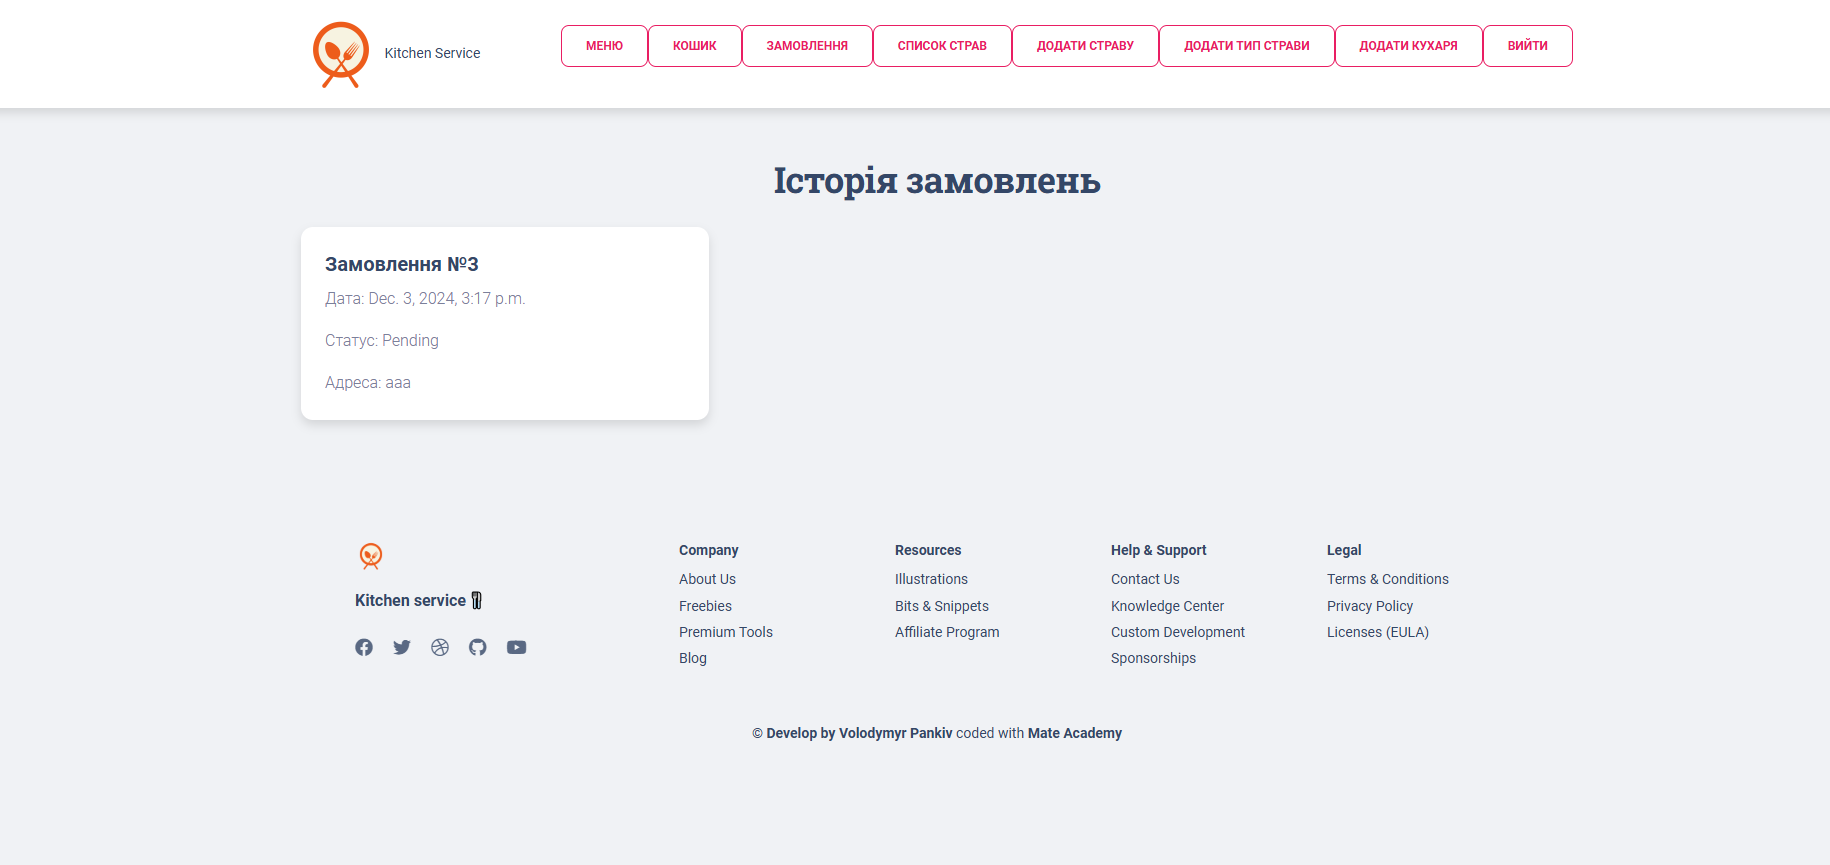 Kitchen Service
МЕНЮ
КОШИК
ЗАМОВЛЕННЯ
СПИСОК СТРАВ
ДОДАТИ СТРАВУ
ДОДАТИ ТИП СТРАВИ
ДОДАТИ КУХАРЯ
ВИЙТИ
Історія замовлень
Замовлення №3
Дата: Dec. 3, 2024, 3:17 p.m.
Статус: Pending
Адреса: aaa
Kitchen service
Company
About Us
Freebies
Premium Tools
Blog
Resources
Illustrations
Bits & Snippets
Affiliate Program
Help & Support
Contact Us
Knowledge Center
Custom Development
Sponsorships
Legal
Terms & Conditions
Privacy Policy
Licenses (EULA)
© Develop by Volodymyr Pankiv coded with Mate Academy